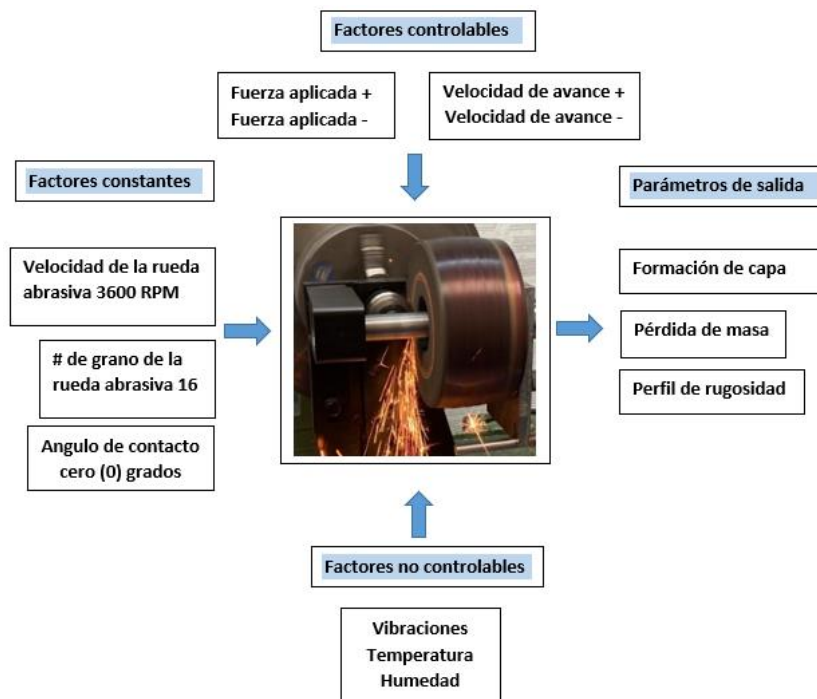 Factores controlables
Fuerza aplicada +
Fuerza aplicada -
Velocidad de avance +
Velocidad de avance -
Factores constantes
Velocidad de la rueda
abrasiva 3600 RPM
# de grano de la
rueda abrasiva 16
Angulo de contacto
cero (0) grados
Parámetros de salida
Formación de capa
Pérdida de masa
Perfil de rugosidad
Factores no controlables
Vibraciones
Temperatura
Humedad